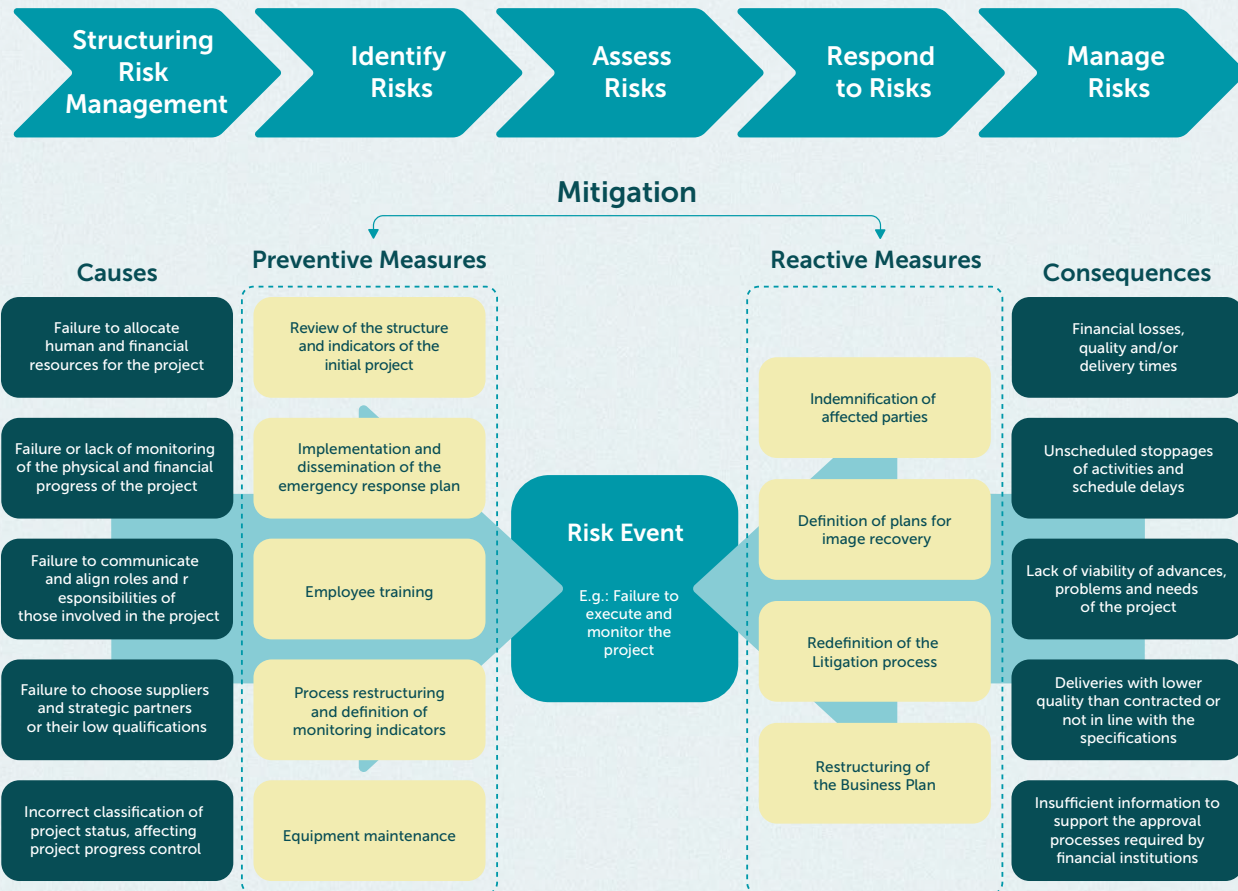 Structuring
Risk
Management
Identify
Risks
Assess
Risks
Respond
to Risks
Manage
Risks
Mitigation
Causes
Preventive Measures
Reactive Measures
Consequences
Failure to allocate
human and financial
resources for the project
Failure or lack of monitoring
of the physical and financial
progress of the project
Failure to communicate
and align roles and r
esponsibilities of
those involved in the project
Failure to choose suppliers
and strategic partners
or their low qualifications
Incorrect classification of
project status, affecting
project progress control
Review of the structure
and indicators of the
initial project
Implementation and
dissemination of the
emergency response plan
Employee training
Process restructuring
and definition of
monitoring indicators
Equipment maintenance
Risk Event
E.g.: Failure to
execute and
monitor the
project
Indemnification of
affected parties
Definition of plans for
image recovery
Redefinition of the
Litigation process
Restructuring of
the Business Plan
Financial losses,
quality and/or
delivery times
Unscheduled stoppages
of activities and
schedule delays
Lack of viability of advances,
problems and needs
of the project
Deliveries with lower
quality than contracted or
not in line with the
specifications
Insufficient information to
support the approval
processes required by
financial institutions